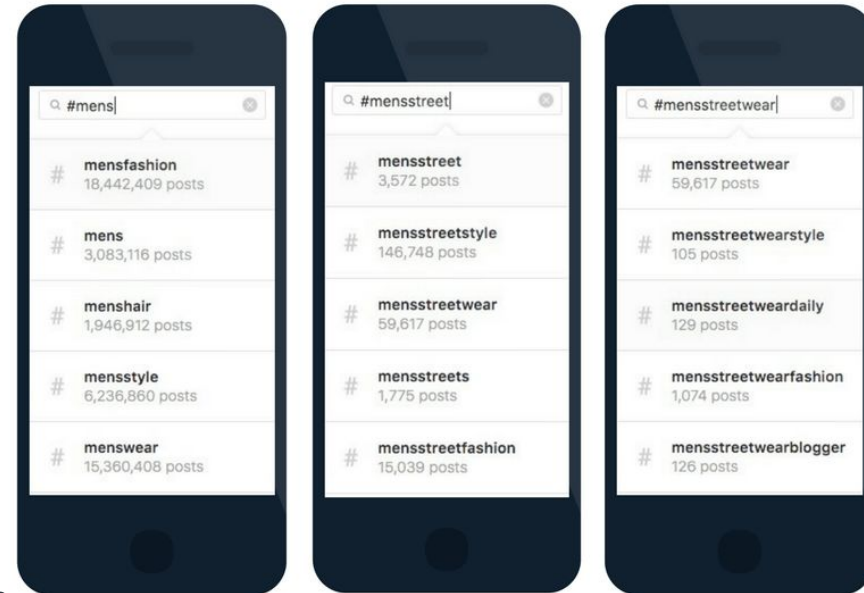 #mens
# mensfashion
18,442,409 posts
# mens
3,083,116 posts
# menshair
1,946,912 posts
# mensstyle
6,236,860 posts
# menswear
15,360,408 posts
#mensstreet
# mensstreet
3,572 posts
# mensstreetstyle
146,748 posts
# mensstreetwear
59,617 posts
# mensstreets
1,775 posts
# mensstreetfashion
15,039 posts
#mensstreetwear
# mensstreetwear
59,617 posts
# mensstreetwearstyle
105 posts
# mensstreetweardaily
129 posts
# mensstreetwearfashion
1,074 posts
# mensstreetwearblogger
126 posts